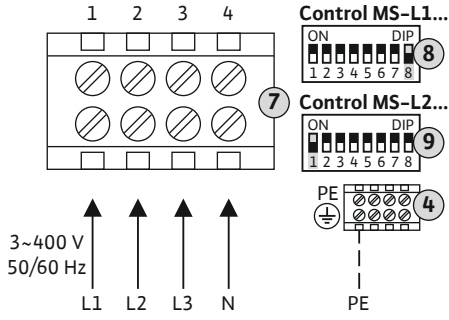 1 2 3 4
7
3~400 V
50/60 Hz
L1 L2 L3 N
Control MS-L1...
ON DIP
1 2 3 4 5 6 7 8
8
Control MS-L2...
ON DIP
1 2 3 4 5 6 7 8
9
PE
4
PE